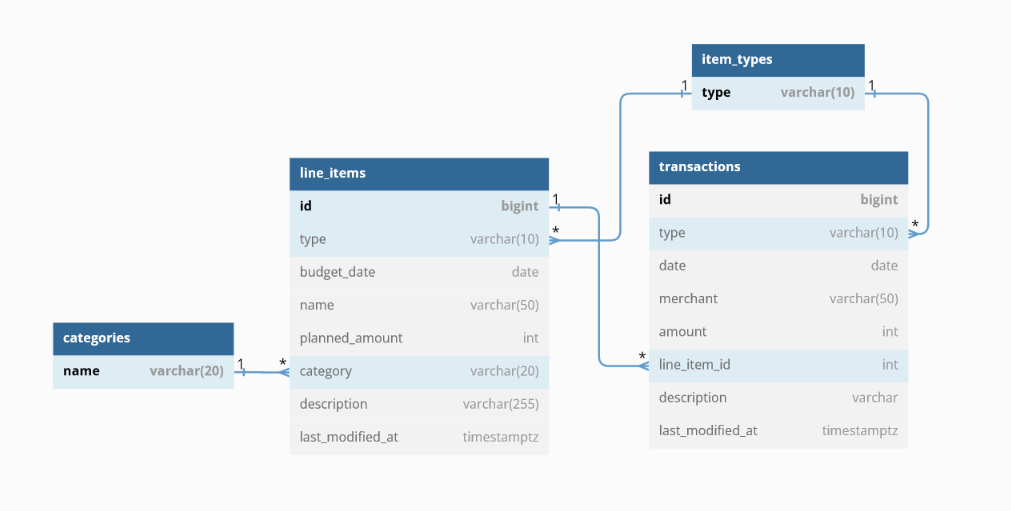 item_types
1 type varchar(10) 1
line_items
id bigint 1
type varchar(10) *
budget_date date
name varchar(50)
planned_amount int
* category varchar(20)
description varchar(255)
last_modified_at timestamptz
transactions
id bigint
type varchar(10) *
date date
merchant varchar(50)
amount int
* line_item_id int
description varchar
last_modified_at timestamptz
categories
name varchar(20) 1